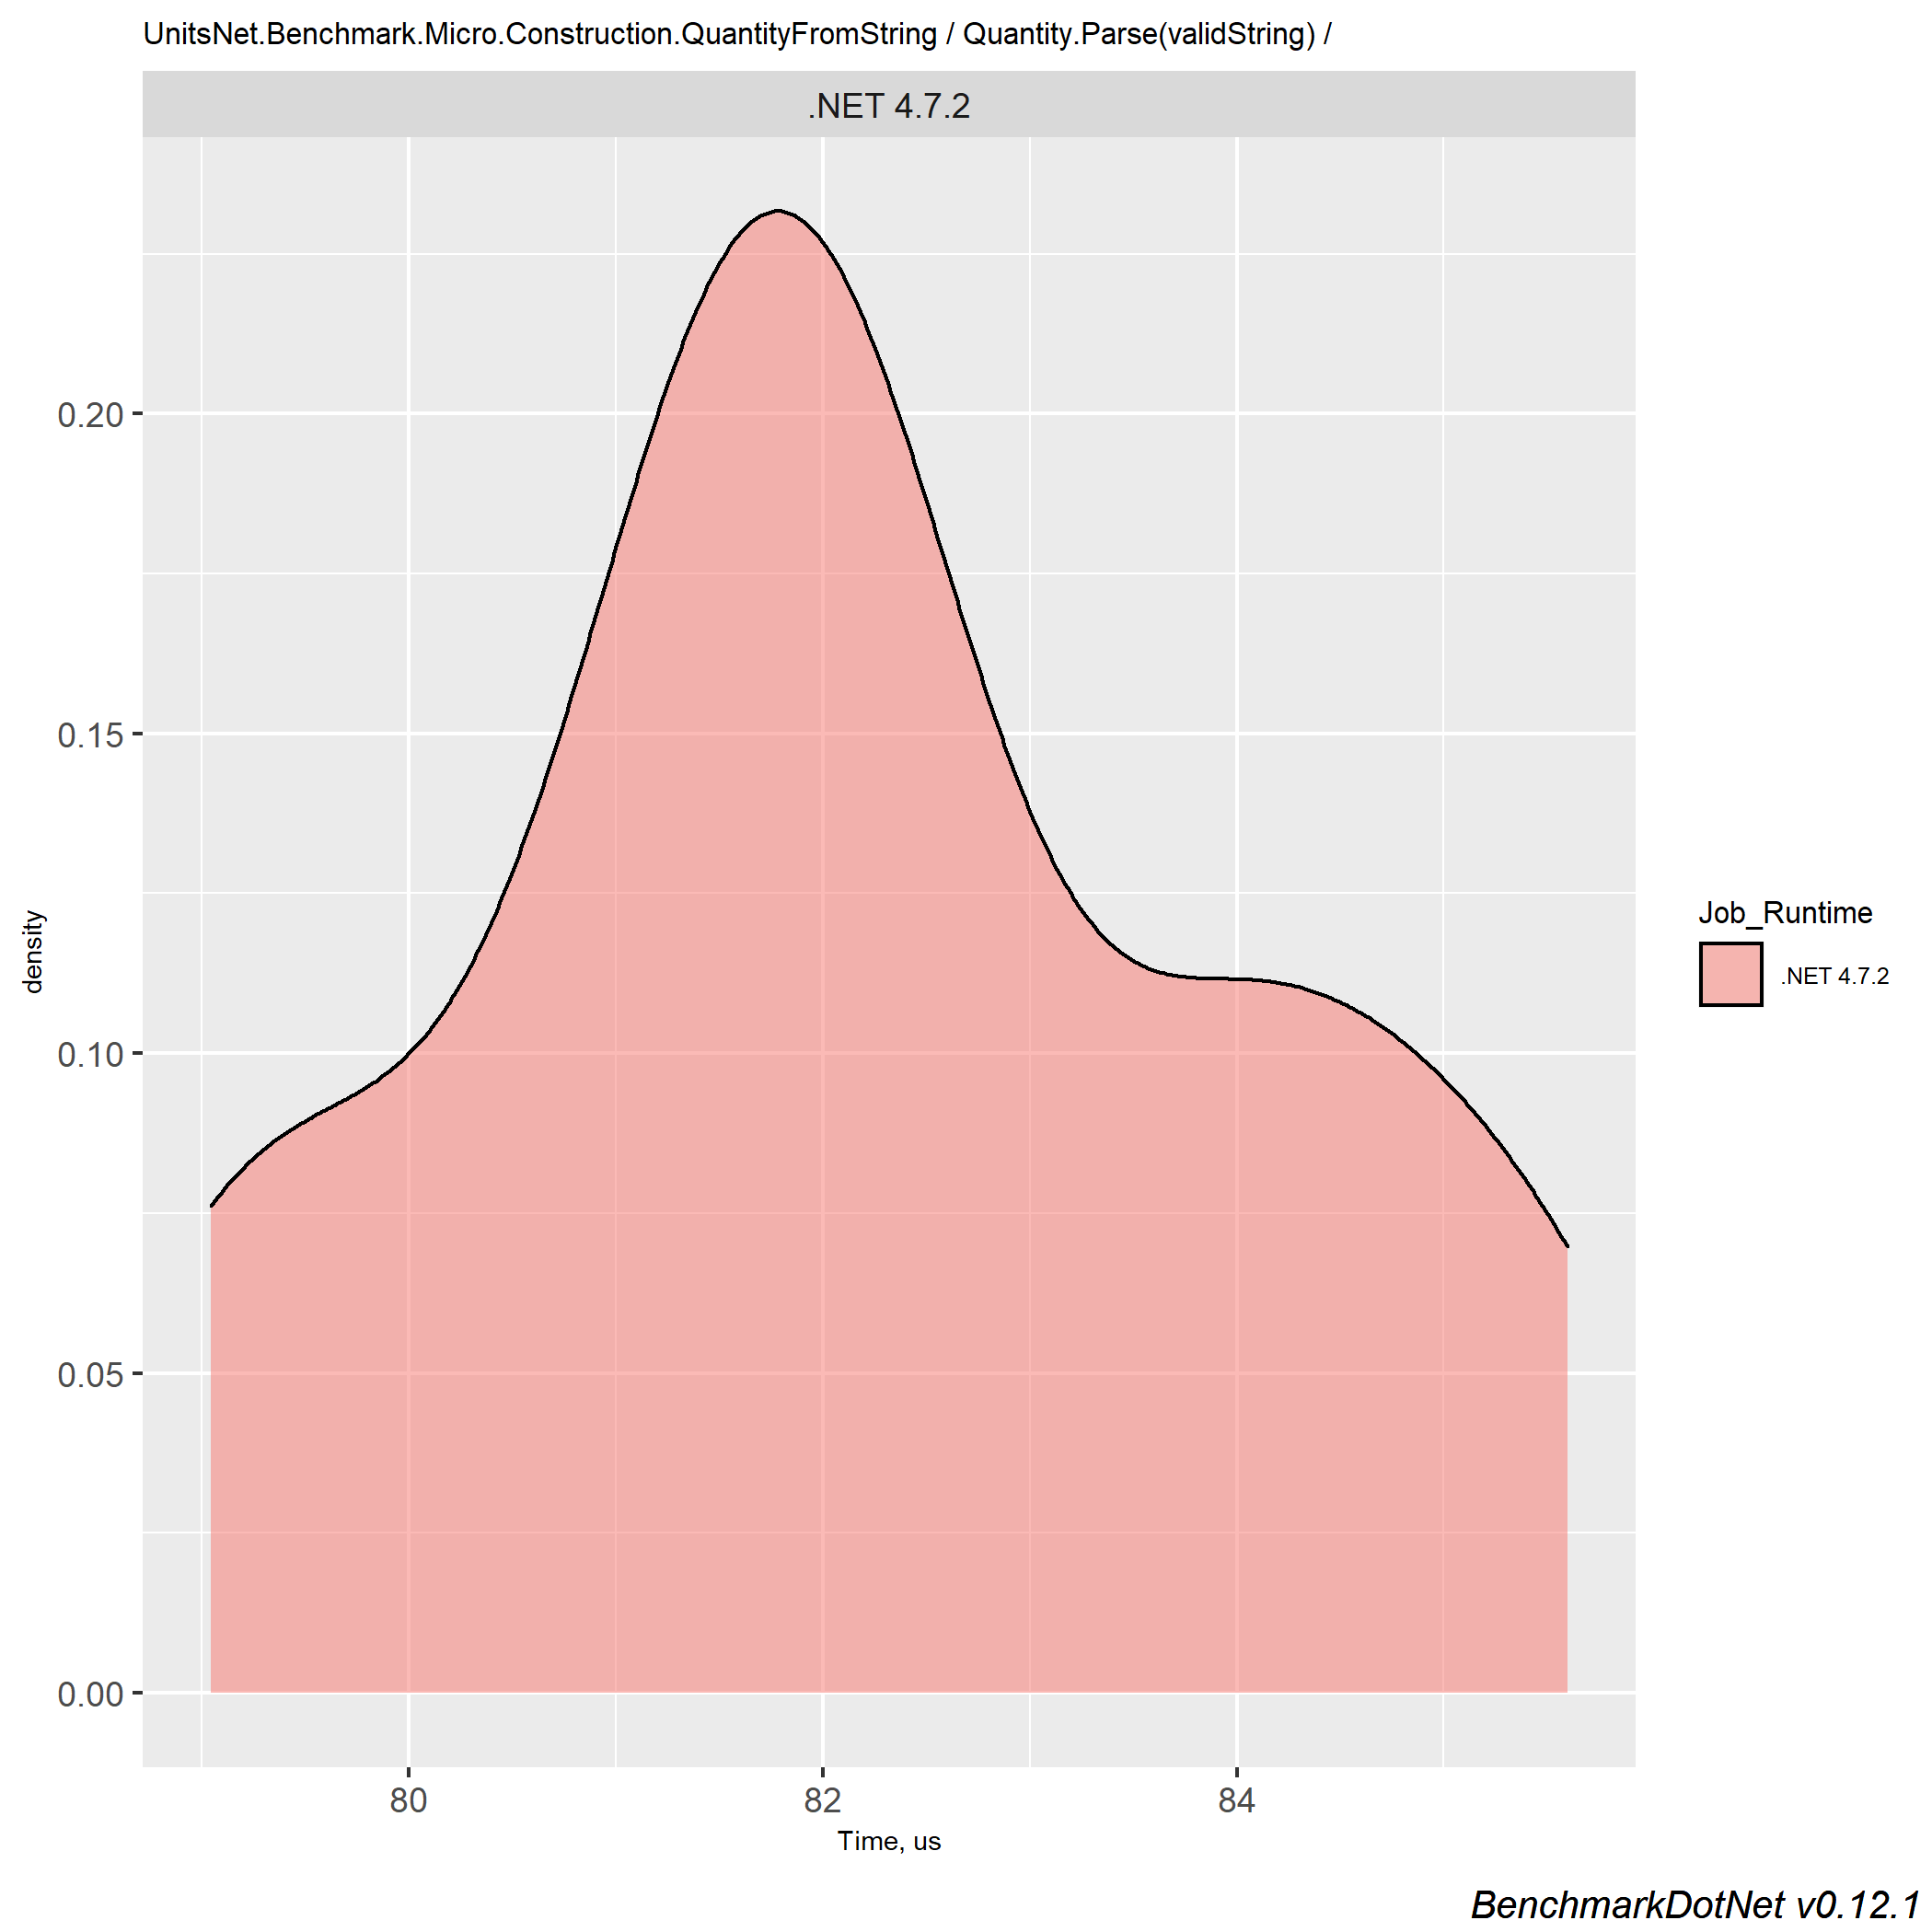 UnitsNet.Benchmark.Micro.Construction.QuantityFromString / Quantity.Parse(validString) /
.NET 4.7.2
0.20
0.15
0.10
0.05
0.00
density
80 82 84
Time, us
Job_Runtime
.NET 4.7.2
BenchmarkDotNet v0.12.1